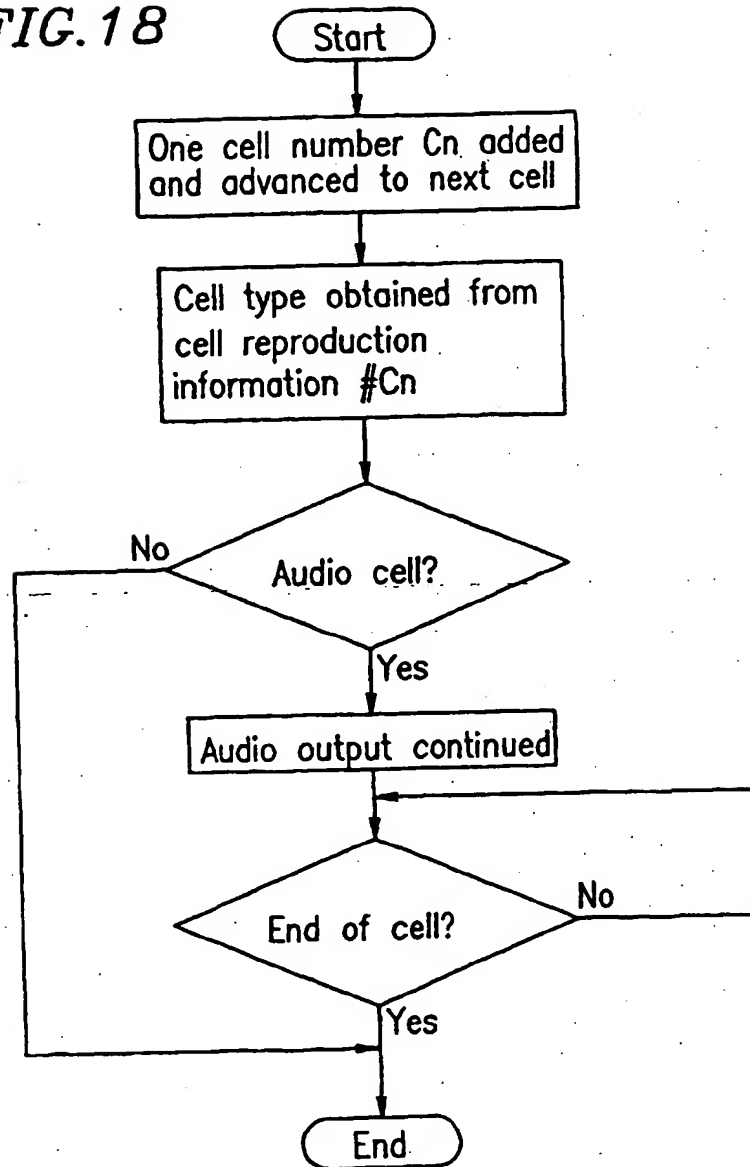 FIG.18
Start
One cell number Cn added
and advanced to next cell
Cell type obtained from
cell reproduction
information #Cn
Audio cell?
No
Yes
Audio output continued
End of cell?
No
Yes
End